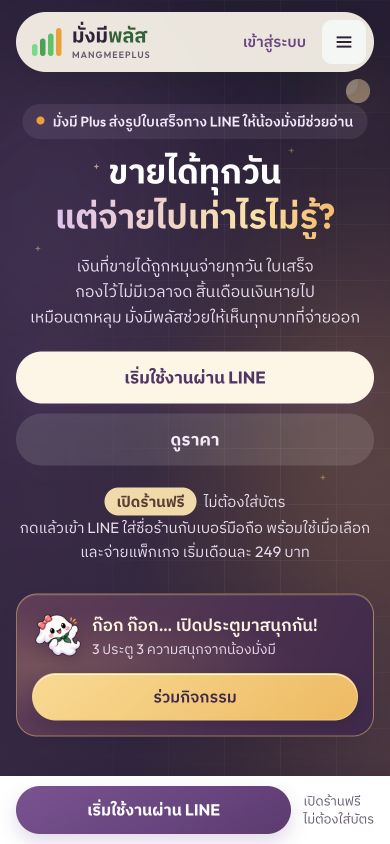 มั่งมีพลัส
MANGMEEPLUS
เข้าสู่ระบบ
มั่งมี Plus ส่งรูปใบเสร็จทาง LINE ให้น้องมั่งมีช่วยอ่าน
ขายได้ทุกวัน
แต่จ่ายไปเท่าไรไม่รู้?
เงินที่ขายได้ถูกหมุนจ่ายทุกวัน ใบเสร็จ
กองไว้ไม่มีเวลาจด สิ้นเดือนเงินหายไป
เหมือนตกหลุม มั่งมีพลัสช่วยให้เห็นทุกบาทที่จ่ายออก
เริ่มใช้งานผ่าน LINE
ดูราคา
เปิดร้านฟรี ไม่ต้องใส่บัตร
กดแล้วเข้า LINE ใส่ชื่อร้านกับเบอร์มือถือ พร้อมใช้เมื่อเลือก
และจ่ายแพ็กเกจ เริ่มเดือนละ 249 บาท
ก๊อก ก๊อก... เปิดประตูมาสนุกกัน!
3 ประตู 3 ความสนุกจากน้องมั่งมี
ร่วมกิจกรรม
เริ่มใช้งานผ่าน LINE
เปิดร้านฟรี
ไม่ต้องใส่บัตร